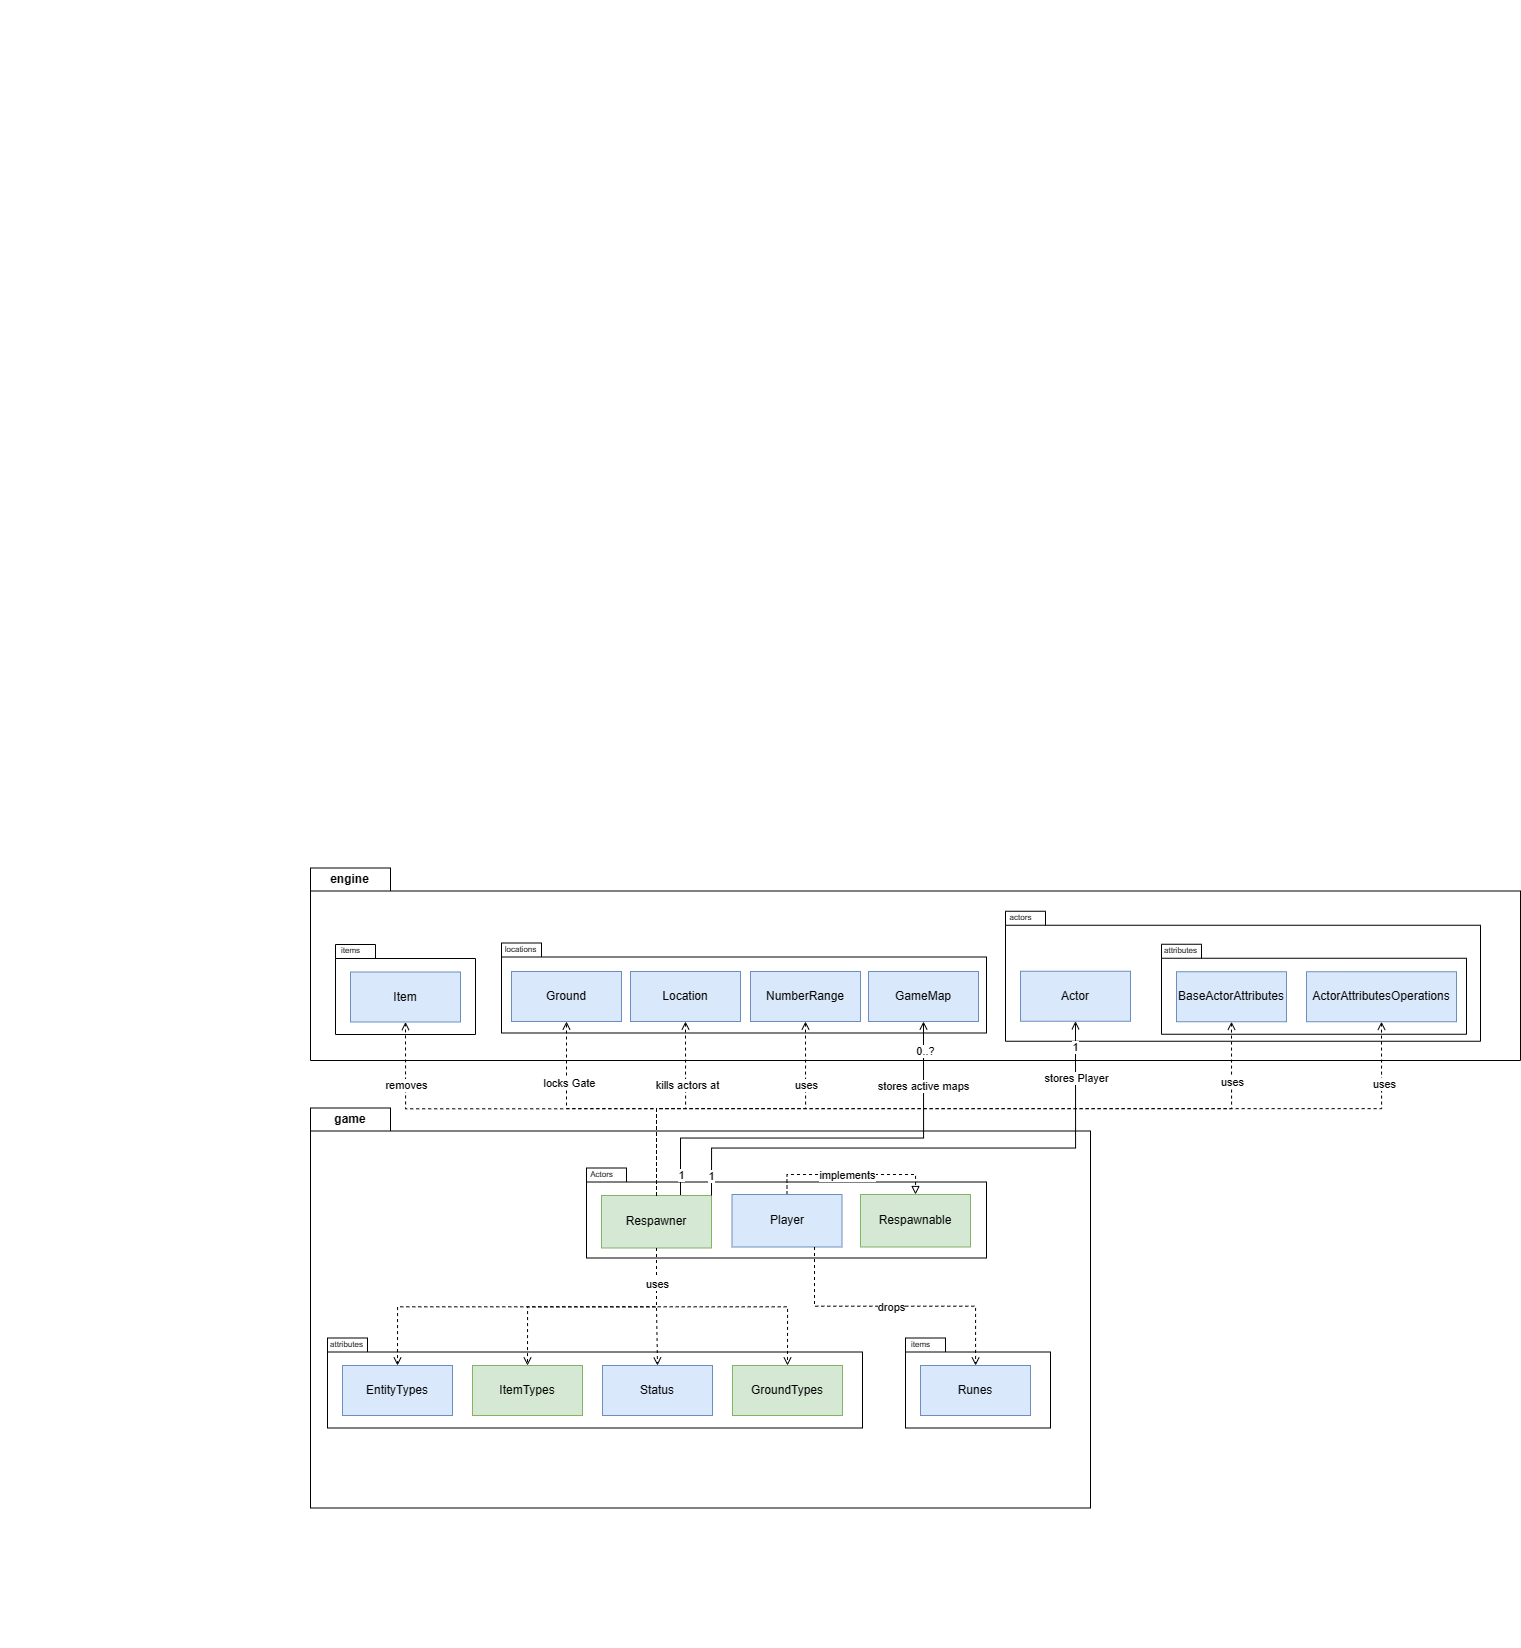 engine
actors
items
locations
attributes
Item
Ground
Location
NumberRange
GameMap
Actor
BaseActorAttributes
ActorAttributesOperations
0..?
1
removes
locks Gate
kills actors at
uses
stores active maps
stores Player
uses
uses
game
Actors
1
1
implements
Respawner
Player
Respawnable
uses
drops
attributes
items
EntityTypes
ItemTypes
Status
GroundTypes
Runes